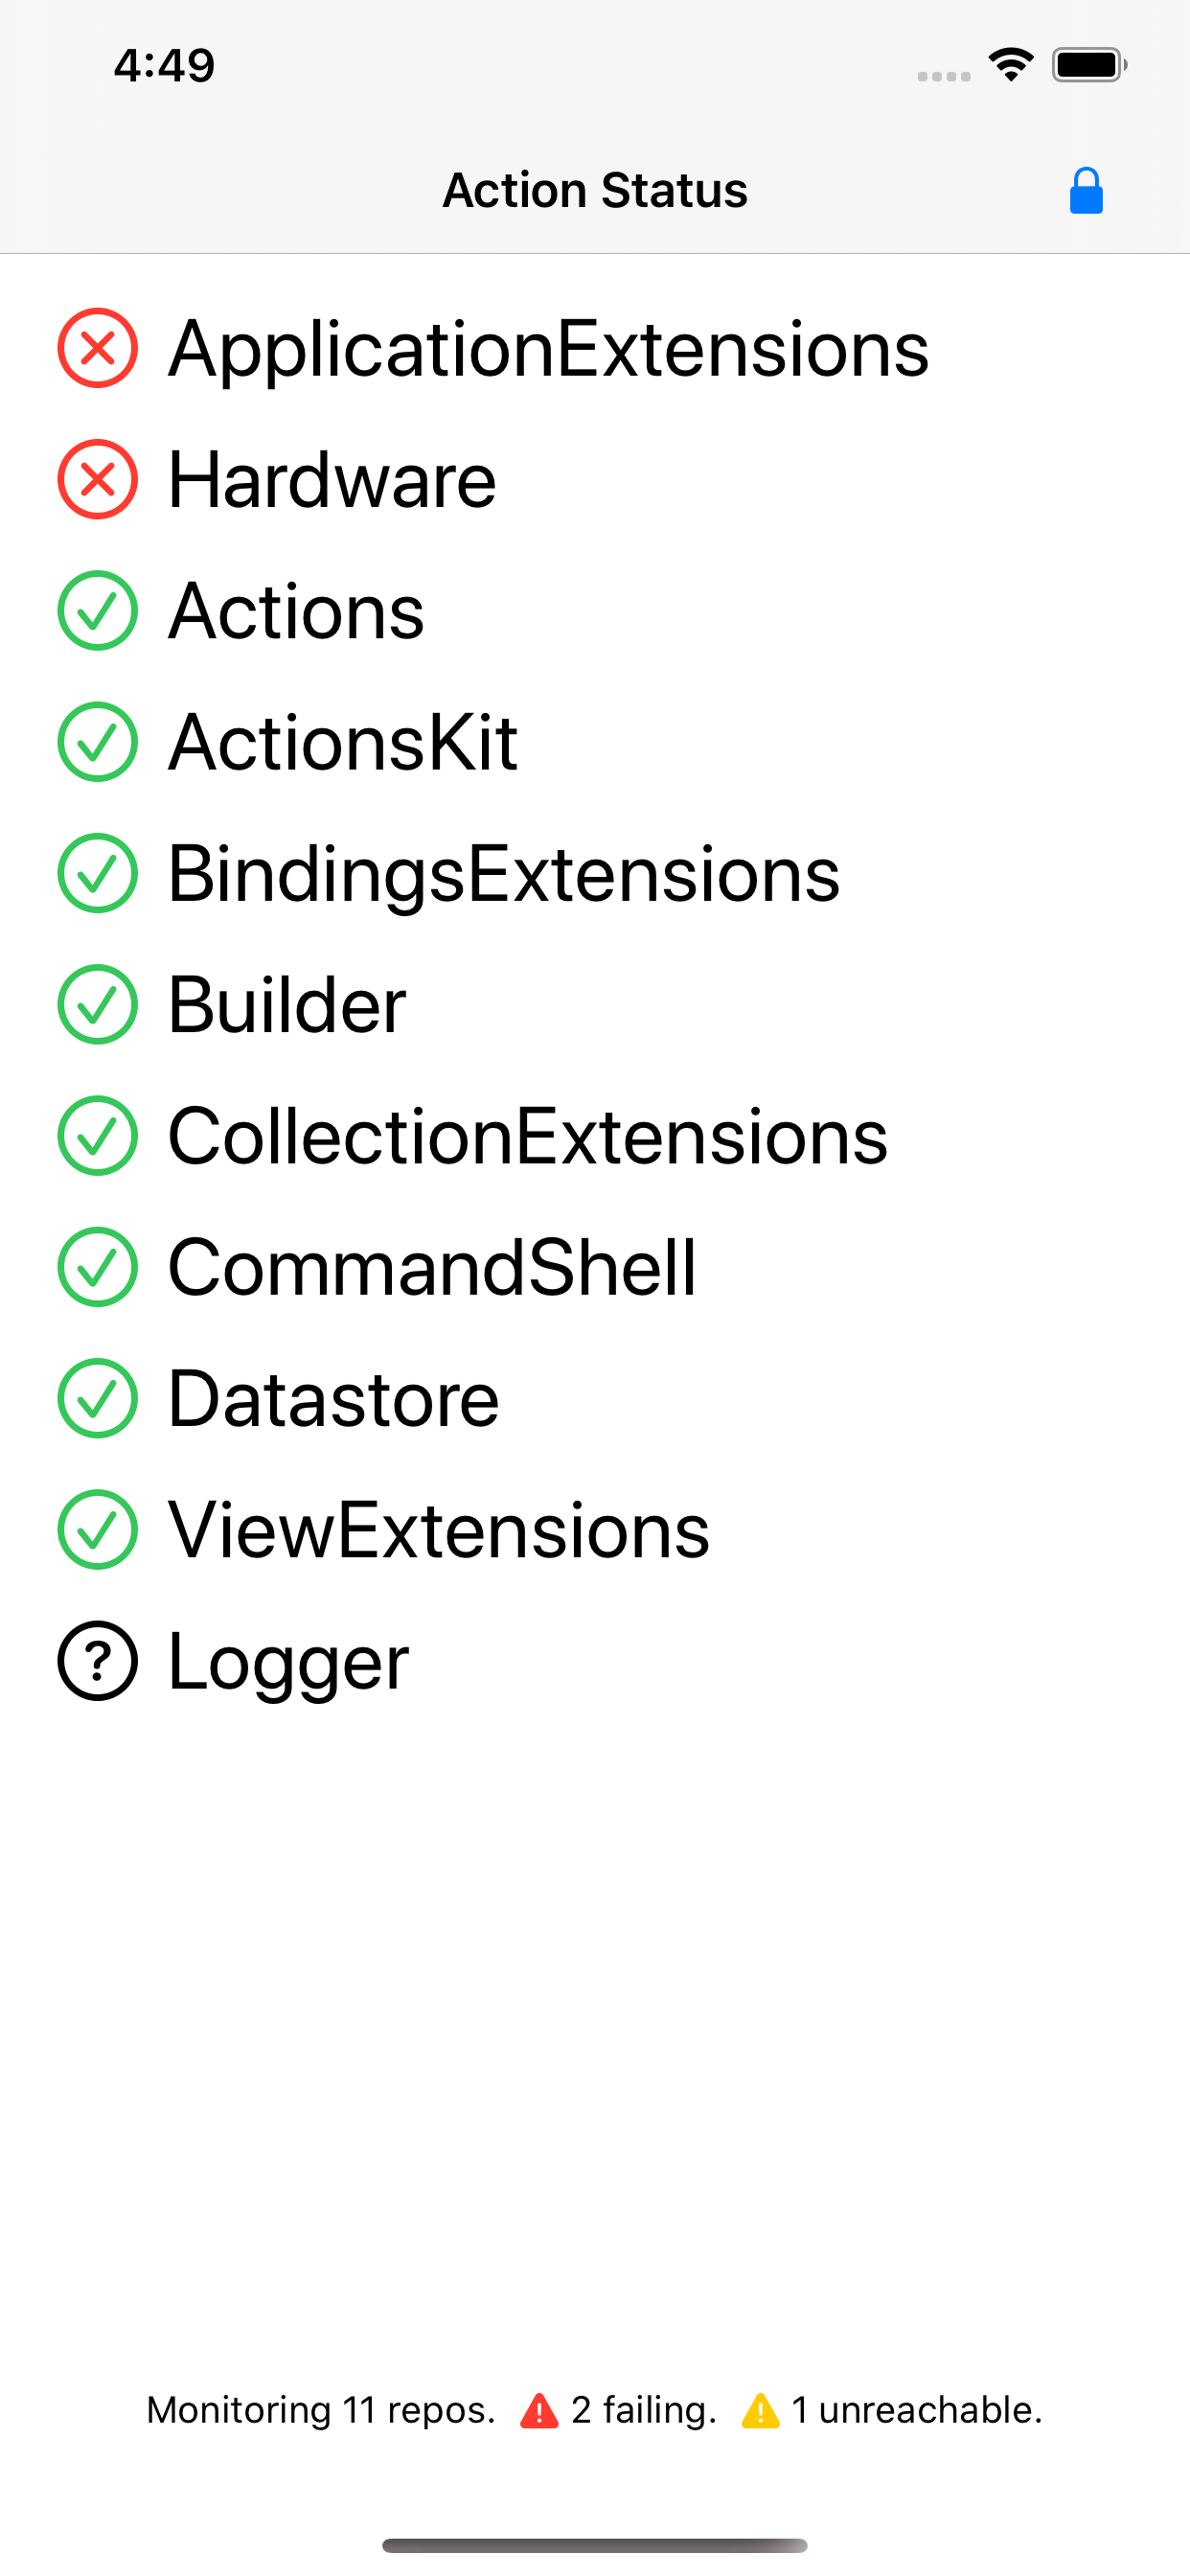 4:49
Action Status
ApplicationExtensions
Hardware
Actions
ActionsKit
BindingsExtensions
Builder
CollectionExtensions
CommandShell
Datastore
ViewExtensions
? Logger
Monitoring 11 repos. ! 2 failing. ! 1 unreachable.